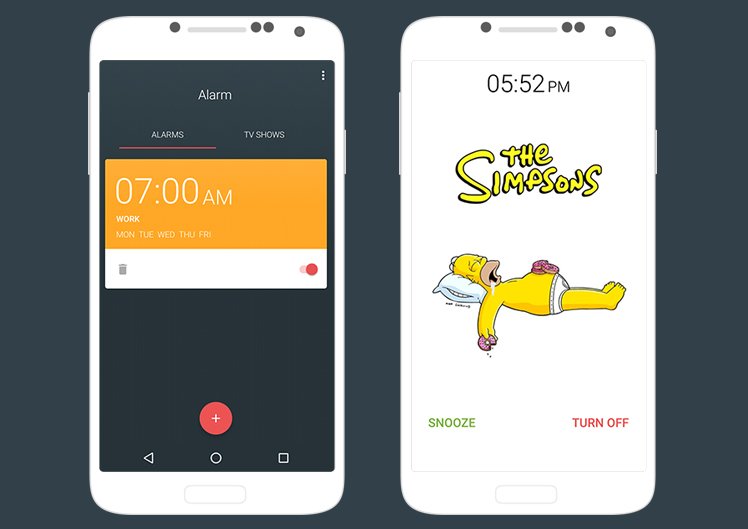 Alarm
ALARMS TV SHOWS
07:00 AM
WORK
MON TUE WED THU FRI
05:52 PM
THE
SIMPSONS
SNOOZE TURN OFF